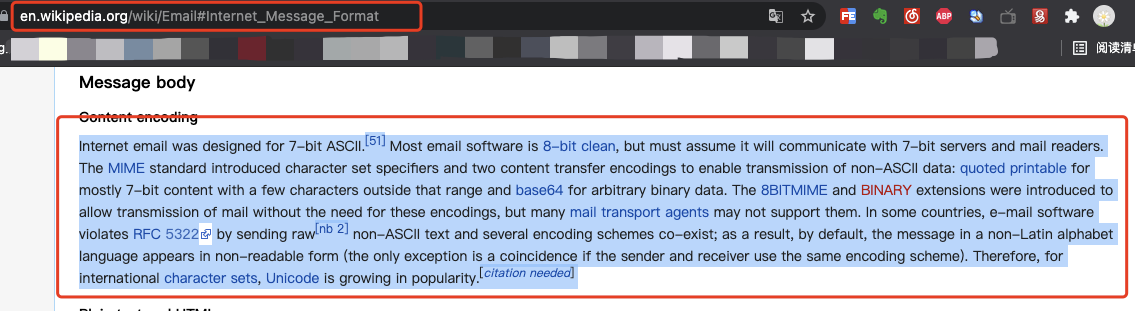 en.wikipedia.org/wiki/Email#Internet_Message_Format
FE
ABP
g.
阅读清
Message body
Content encoding
Internet email was designed for 7-bit ASCII.[51] Most email software is 8-bit clean, but must assume it will communicate with 7-bit servers and mail readers.
The MIME standard introduced character set specifiers and two content transfer encodings to enable transmission of non-ASCII data: quoted printable for
mostly 7-bit content with a few characters outside that range and base64 for arbitrary binary data. The 8BITMIME and BINARY extensions were introduced to
allow transmission of mail without the need for these encodings, but many mail transport agents may not support them. In some countries, e-mail software
violates RFC 5322 by sending raw[nb 2] non-ASCII text and several encoding schemes co-exist; as a result, by default, the message in a non-Latin alphabet
language appears in non-readable form (the only exception is a coincidence if the sender and receiver use the same encoding scheme). Therefore, for
international character sets, Unicode is growing in popularity.[citation needed]